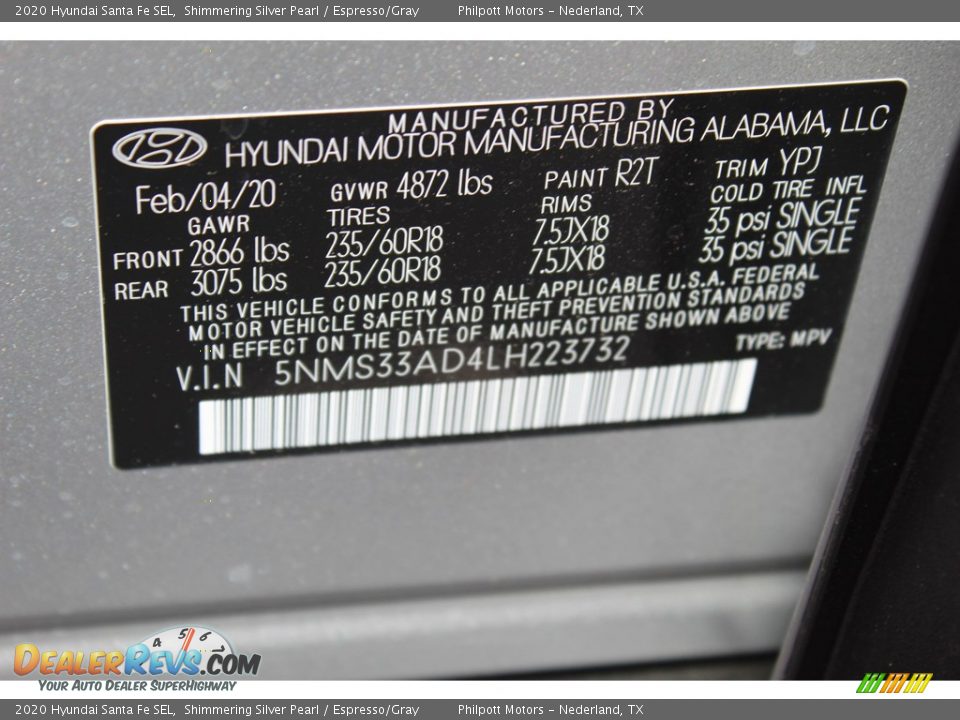 2020 Hyundai Santa Fe SEL, Shimmering Silver Pearl / Espresso/Gray Philpott Motors - Nederland, TX
MANUFACTURED BY
HYUNDAI MOTOR MANUFACTURING ALABAMA, LLC
Feb/04/20 GVWR 4872 lbs PAINT R2T TRIM YPJ
GAWR TIRES RIMS COLD TIRE INFL
FRONT 2866 lbs 235/60R18 7.5JX18 35 psi SINGLE
REAR 3075 lbs 235/60R18 7.5JX18 35 psi SINGLE
THIS VEHICLE CONFORMS TO ALL APPLICABLE U.S.A. FEDERAL
MOTOR VEHICLE SAFETY AND THEFT PREVENTION STANDARDS
IN EFFECT ON THE DATE OF MANUFACTURE SHOWN ABOVE
V.I.N 5NMS33AD4LH223732 TYPE: MPV
4 5 6
DEALERREVS.COM
YOUR AUTO DEALER SUPERHIGHWAY
2020 Hyundai Santa Fe SEL, Shimmering Silver Pearl / Espresso/Gray Philpott Motors - Nederland, TX